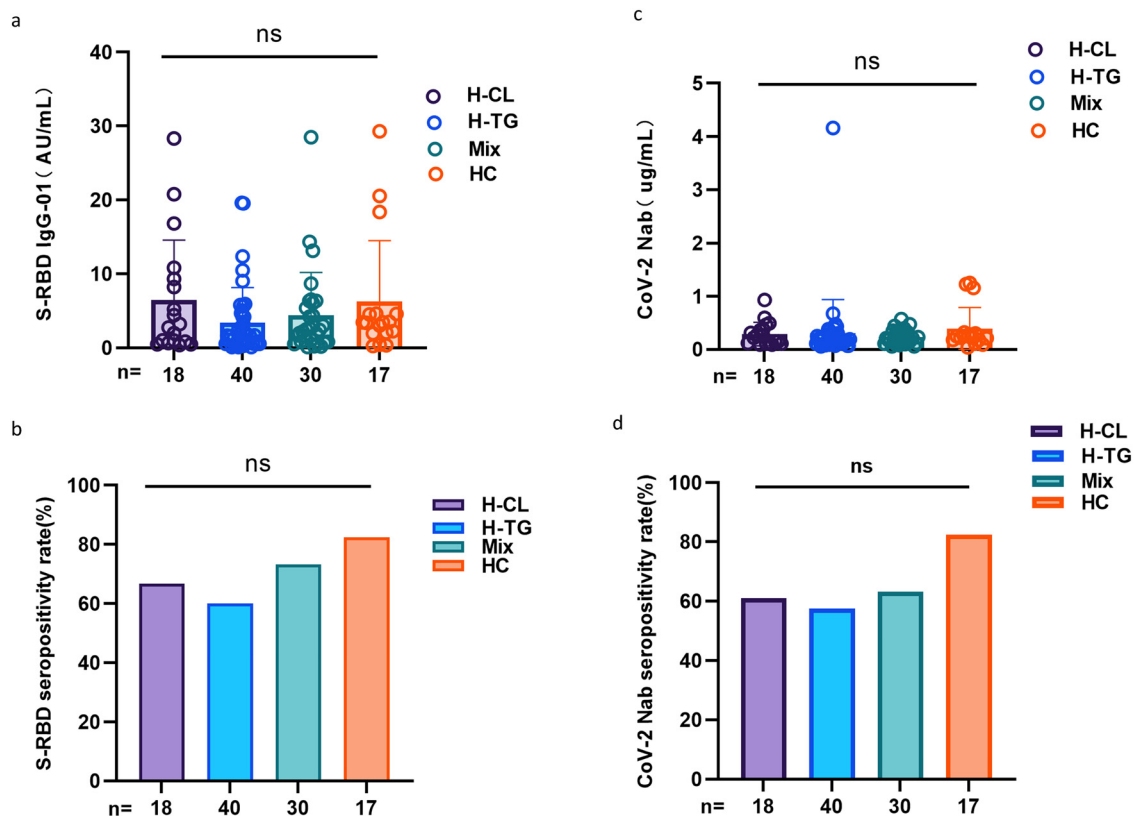 a
ns
S-RBD IgG-01( AU/mL)
40
30
20
10
0
H-CL
H-TG
Mix
HC
n= 18 40 30 17
c
ns
CoV-2 Nab( ug/mL)
5
4
3
2
1
0
H-CL
H-TG
Mix
HC
n= 18 40 30 17
b
ns
S-RBD seropositivity rate(%)
100
80
60
40
20
0
H-CL
H-TG
Mix
HC
n= 18 40 30 17
d
ns
CoV-2 Nab seropositivity rate(%)
100
80
60
40
20
0
H-CL
H-TG
Mix
HC
n= 18 40 30 17